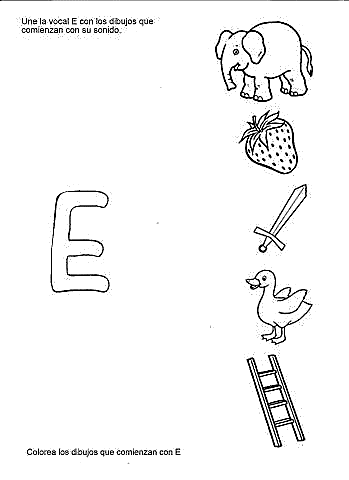 Une la vocal E con los dibujos que
comienzan con su sonido.
E
Colorea los dibujos que comienzan con E